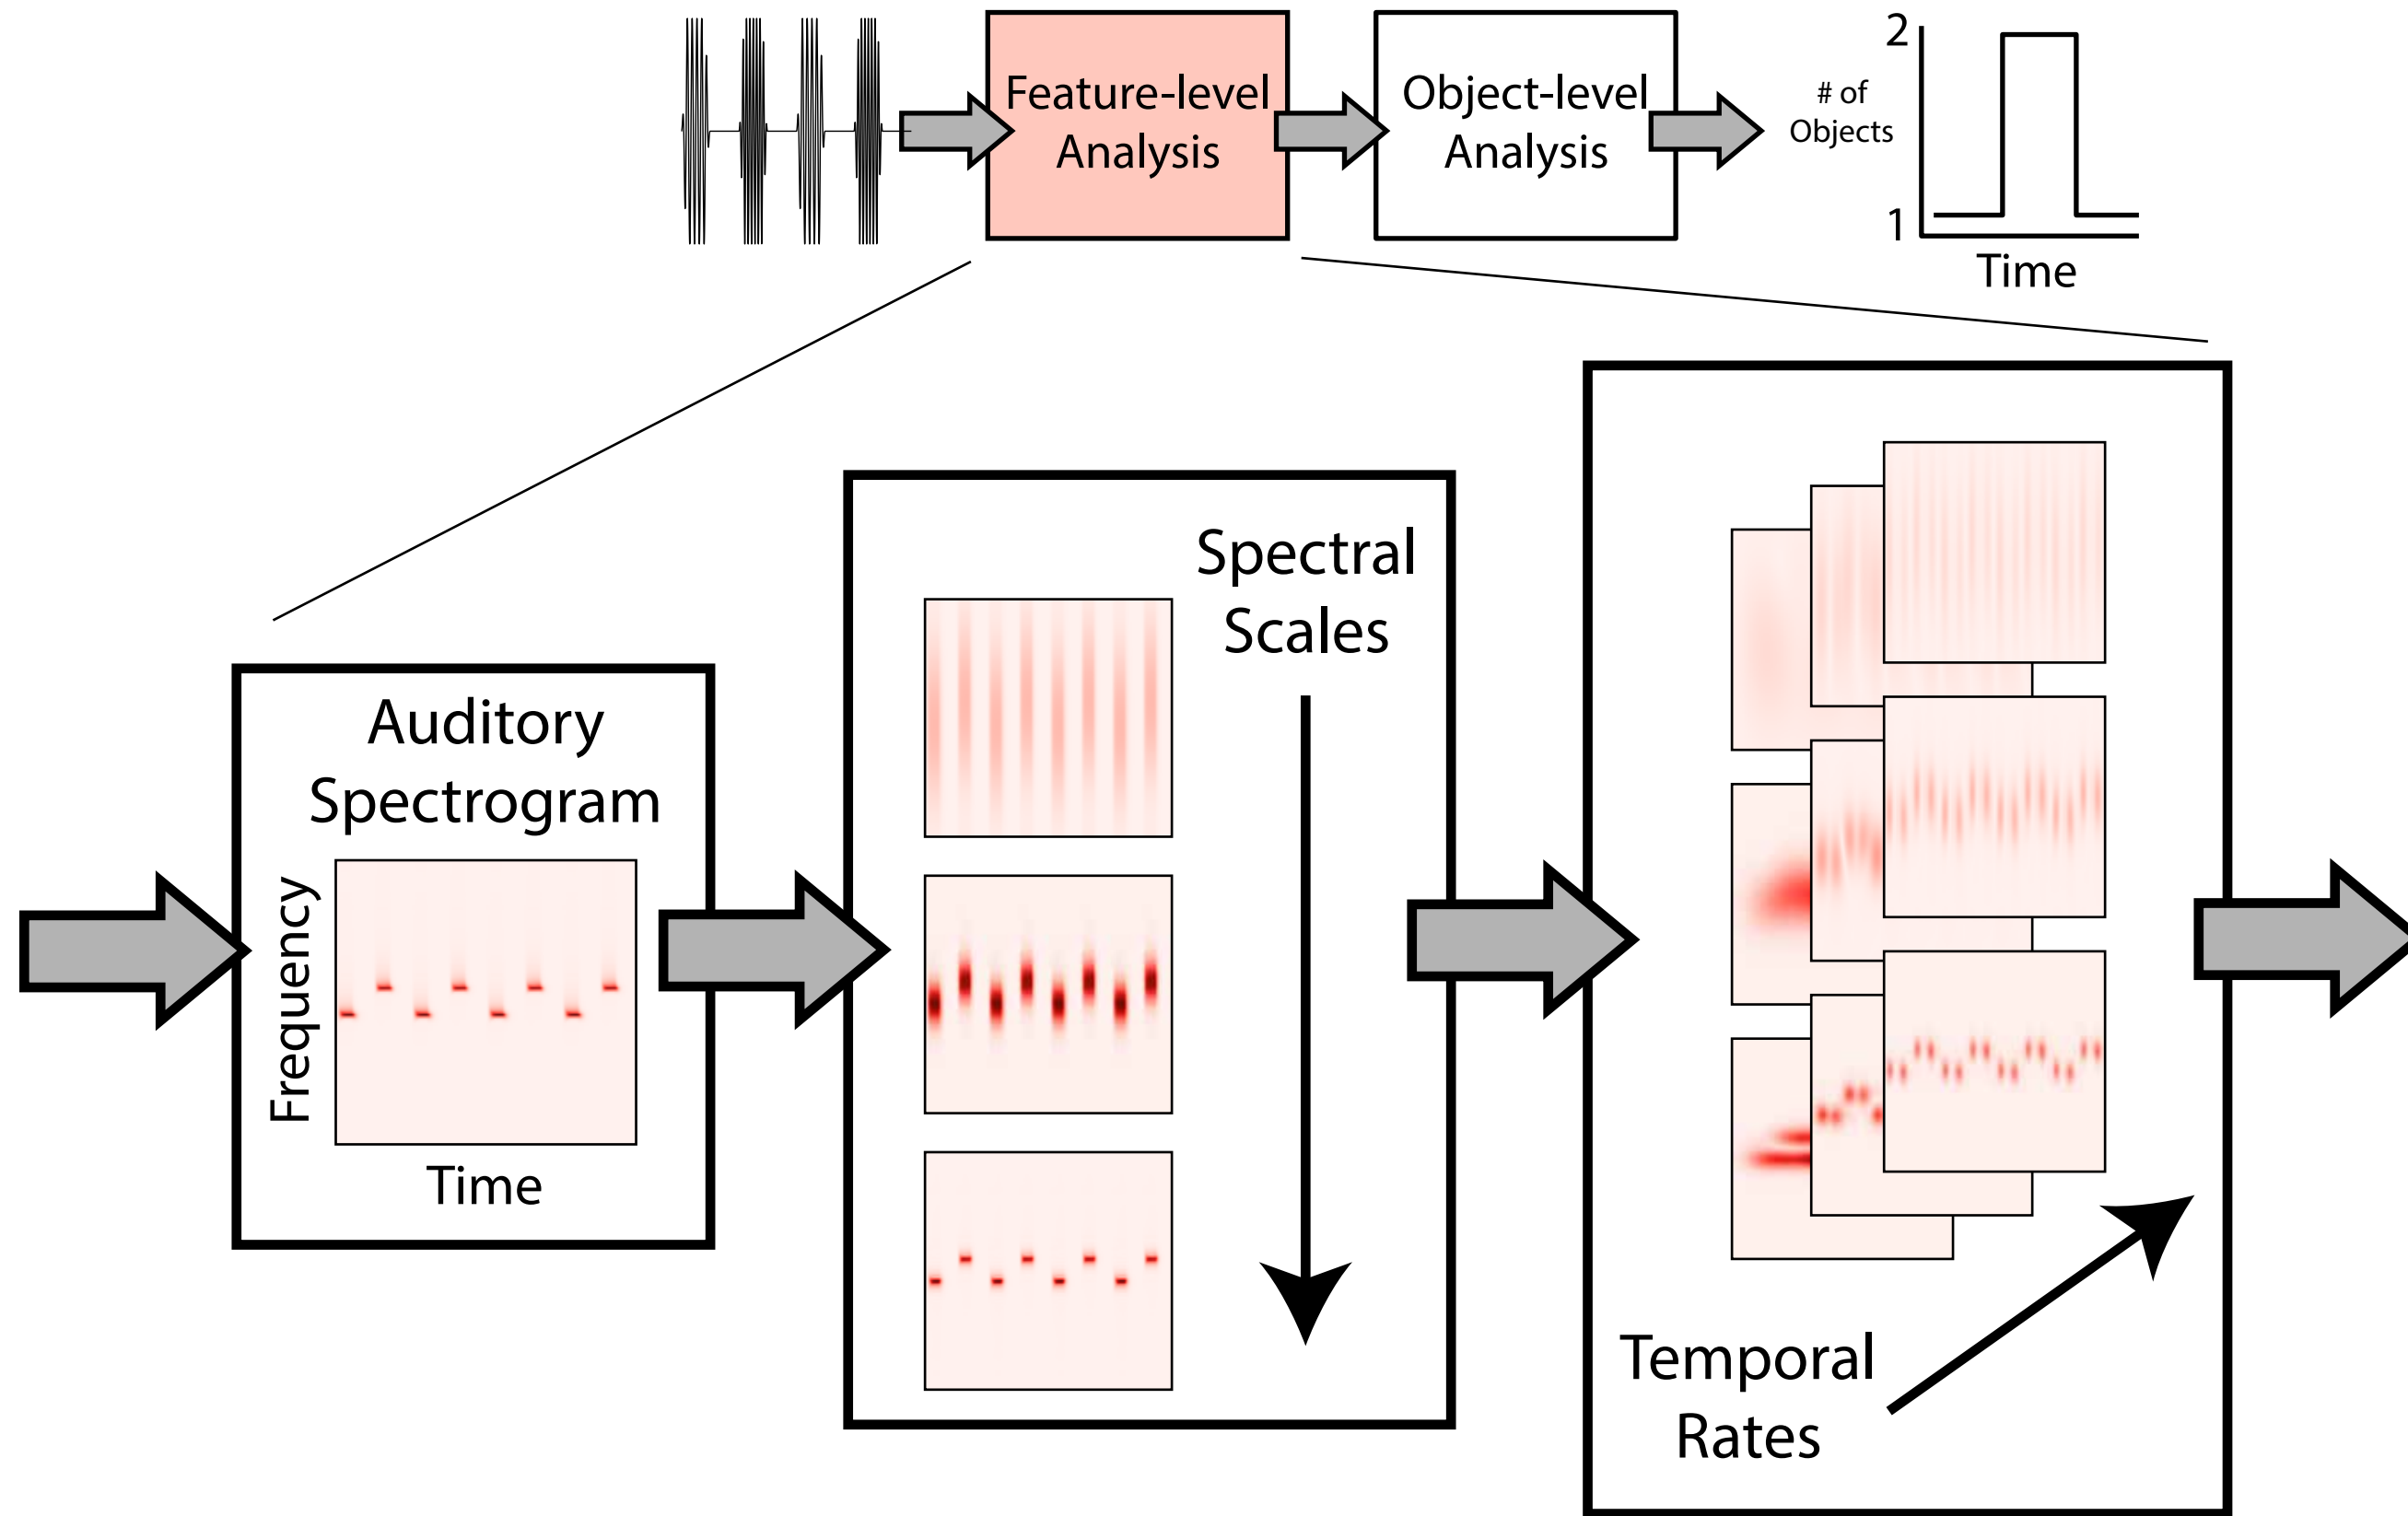 Feature-level
Analysis
Object-level
Analysis
2
# of
Objects
1
Time
Auditory
Spectrogram
Frequency
Time
Spectral
Scales
Temporal
Rates